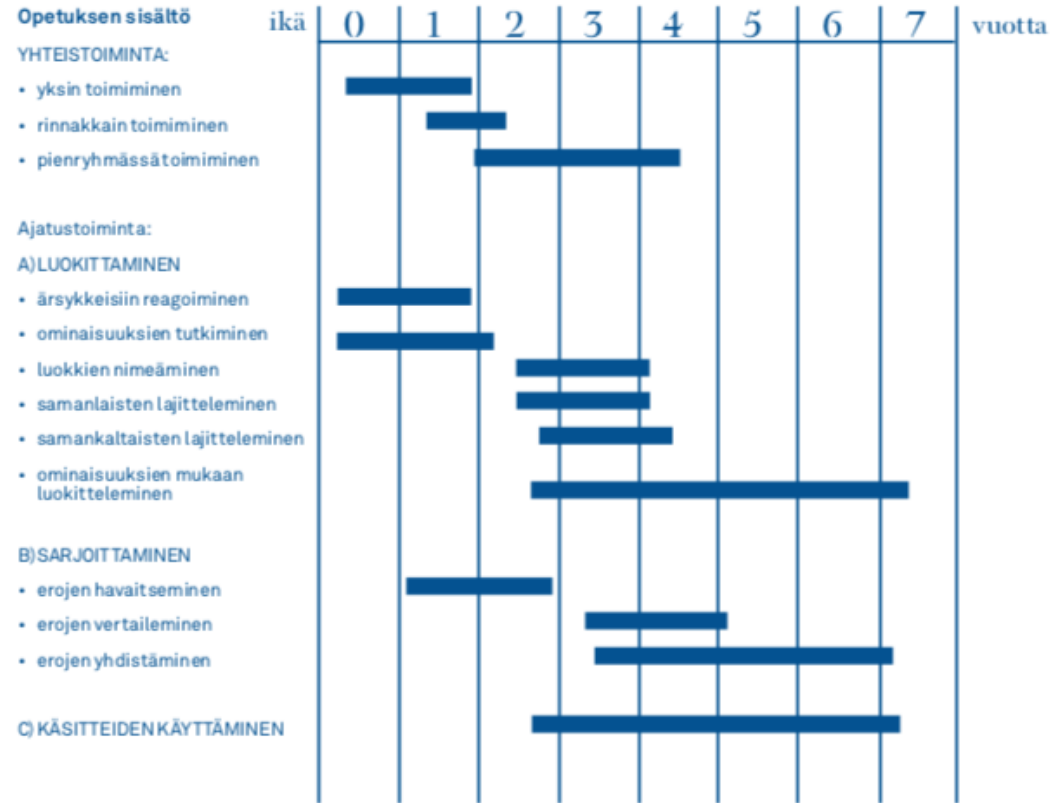 Opetuksen sisältö
ikä 0 1 2 3 4 5 6 7 vuotta
YHTEISTOIMINTA:
• yksin toimiminen
• rinnakkain toimiminen
• pienryhmässä toimiminen
Ajatustoiminta:
A) LUOKITTAMINEN
• ärsykkeisiin reagoiminen
• ominaisuuksien tutkiminen
• luokkien nimeäminen
• samanlaisten lajitteleminen
• samankaltaisten lajitteleminen
• ominaisuuksien mukaan
luokitteleminen
B) SARJOITTAMINEN
• erojen havaitseminen
• erojen vertaileminen
• erojen yhdistäminen
C) KÄSITTEIDEN KÄYTTÄMINEN